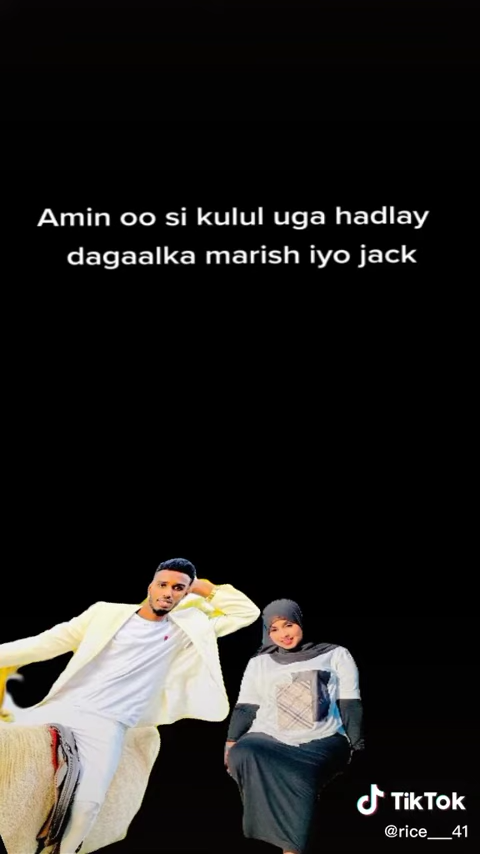 Amin oo si kulul uga hadlay
dagaalka marish iyo jack
TikTok
@rice___41